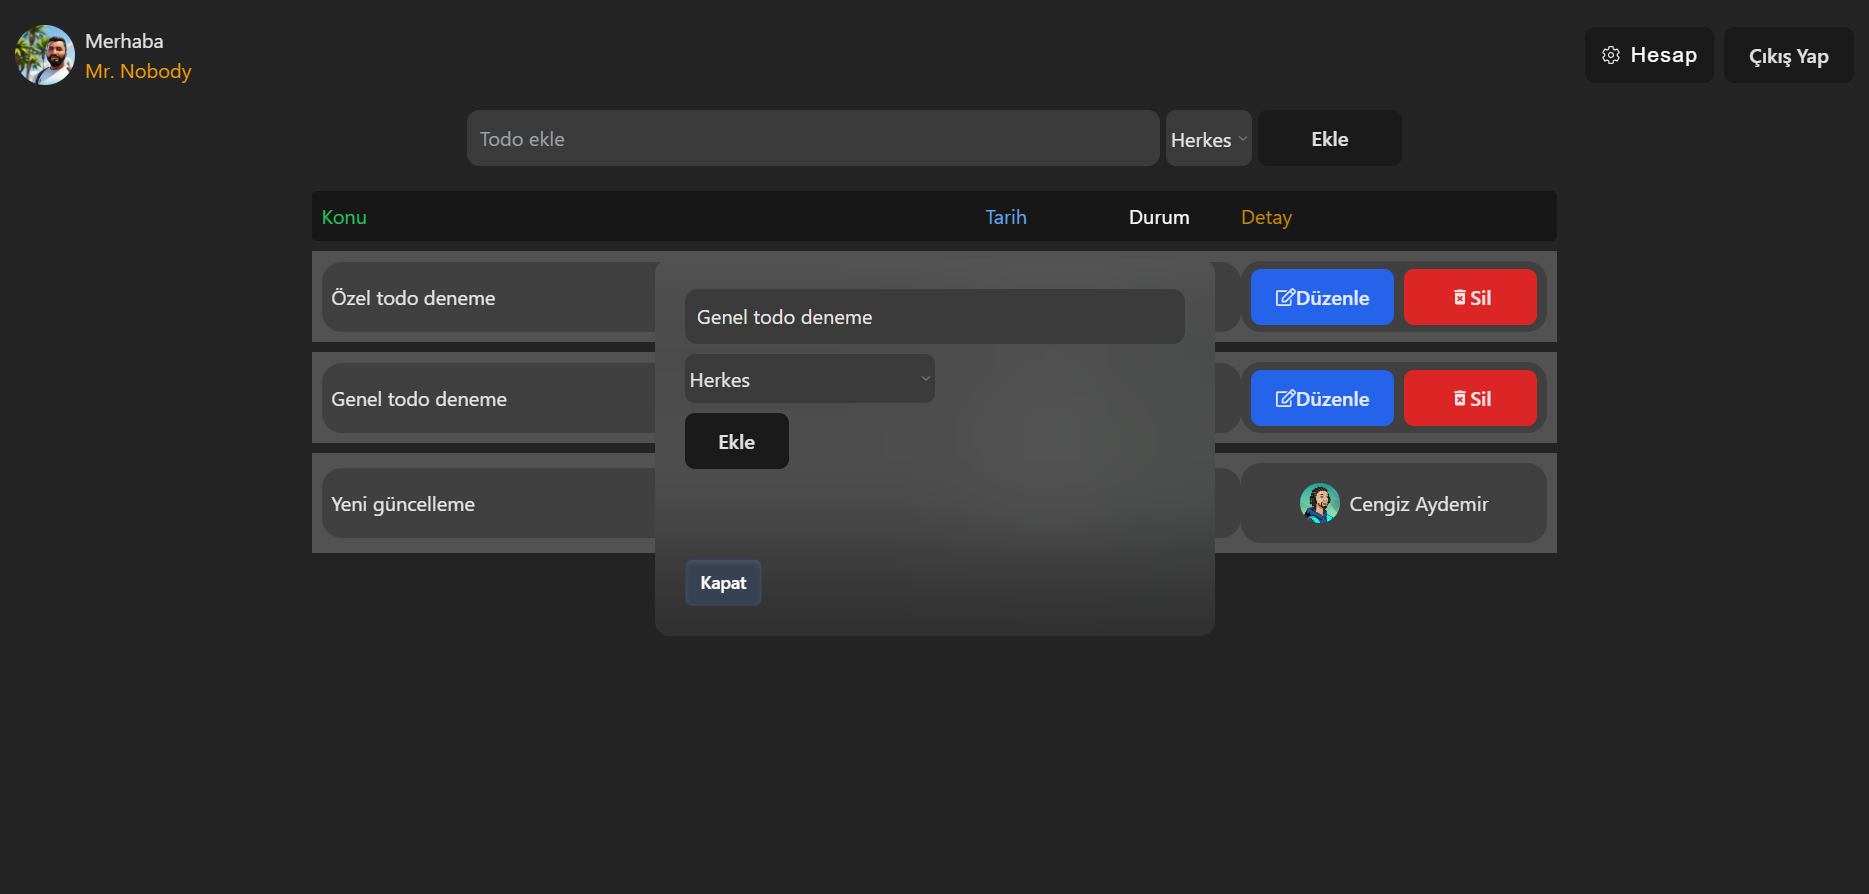 Merhaba
Mr. Nobody
Hesap
Çıkış Yap
Todo ekle
Herkes
Ekle
Konu
Tarih
Durum
Detay
Özel todo deneme
Düzenle
Sil
Genel todo deneme
Herkes
Ekle
Kapat
Genel todo deneme
Düzenle
Sil
Yeni güncelleme
Cengiz Aydemir